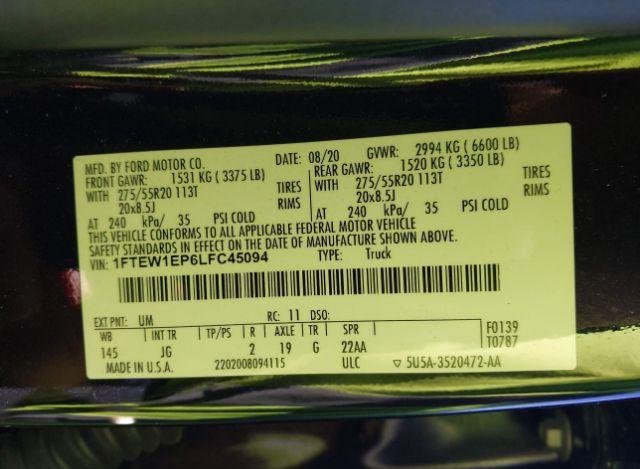 MFD. BY FORD MOTOR CO.
DATE: 08/20 GVWR: 2994 KG ( 6600 LB)
FRONT GAWR: 1531 KG ( 3375 LB)
WITH 275/55R20 113T TIRES
20x8.5J RIMS
AT 240 kPa/ 35 PSI COLD
REAR GAWR: 1520 KG ( 3350 LB)
WITH 275/55R20 113T TIRES
20x8.5J RIMS
AT 240 kPa/ 35 PSI COLD
THIS VEHICLE CONFORMS TO ALL APPLICABLE FEDERAL MOTOR VEHICLE
SAFETY STANDARDS IN EFFECT ON THE DATE OF MANUFACTURE SHOWN ABOVE.
VIN: 1FTEW1EP6LFC45094 TYPE: Truck
EXT PNT: UM RC: 11 DSO:
WB INT TR TP/PS R AXLE TR SPR
145 JG 2 19 G 22AA
F0139
T0787
MADE IN U.S.A. 2202008094115 ULC ▽ 5U5A-3520472-AA